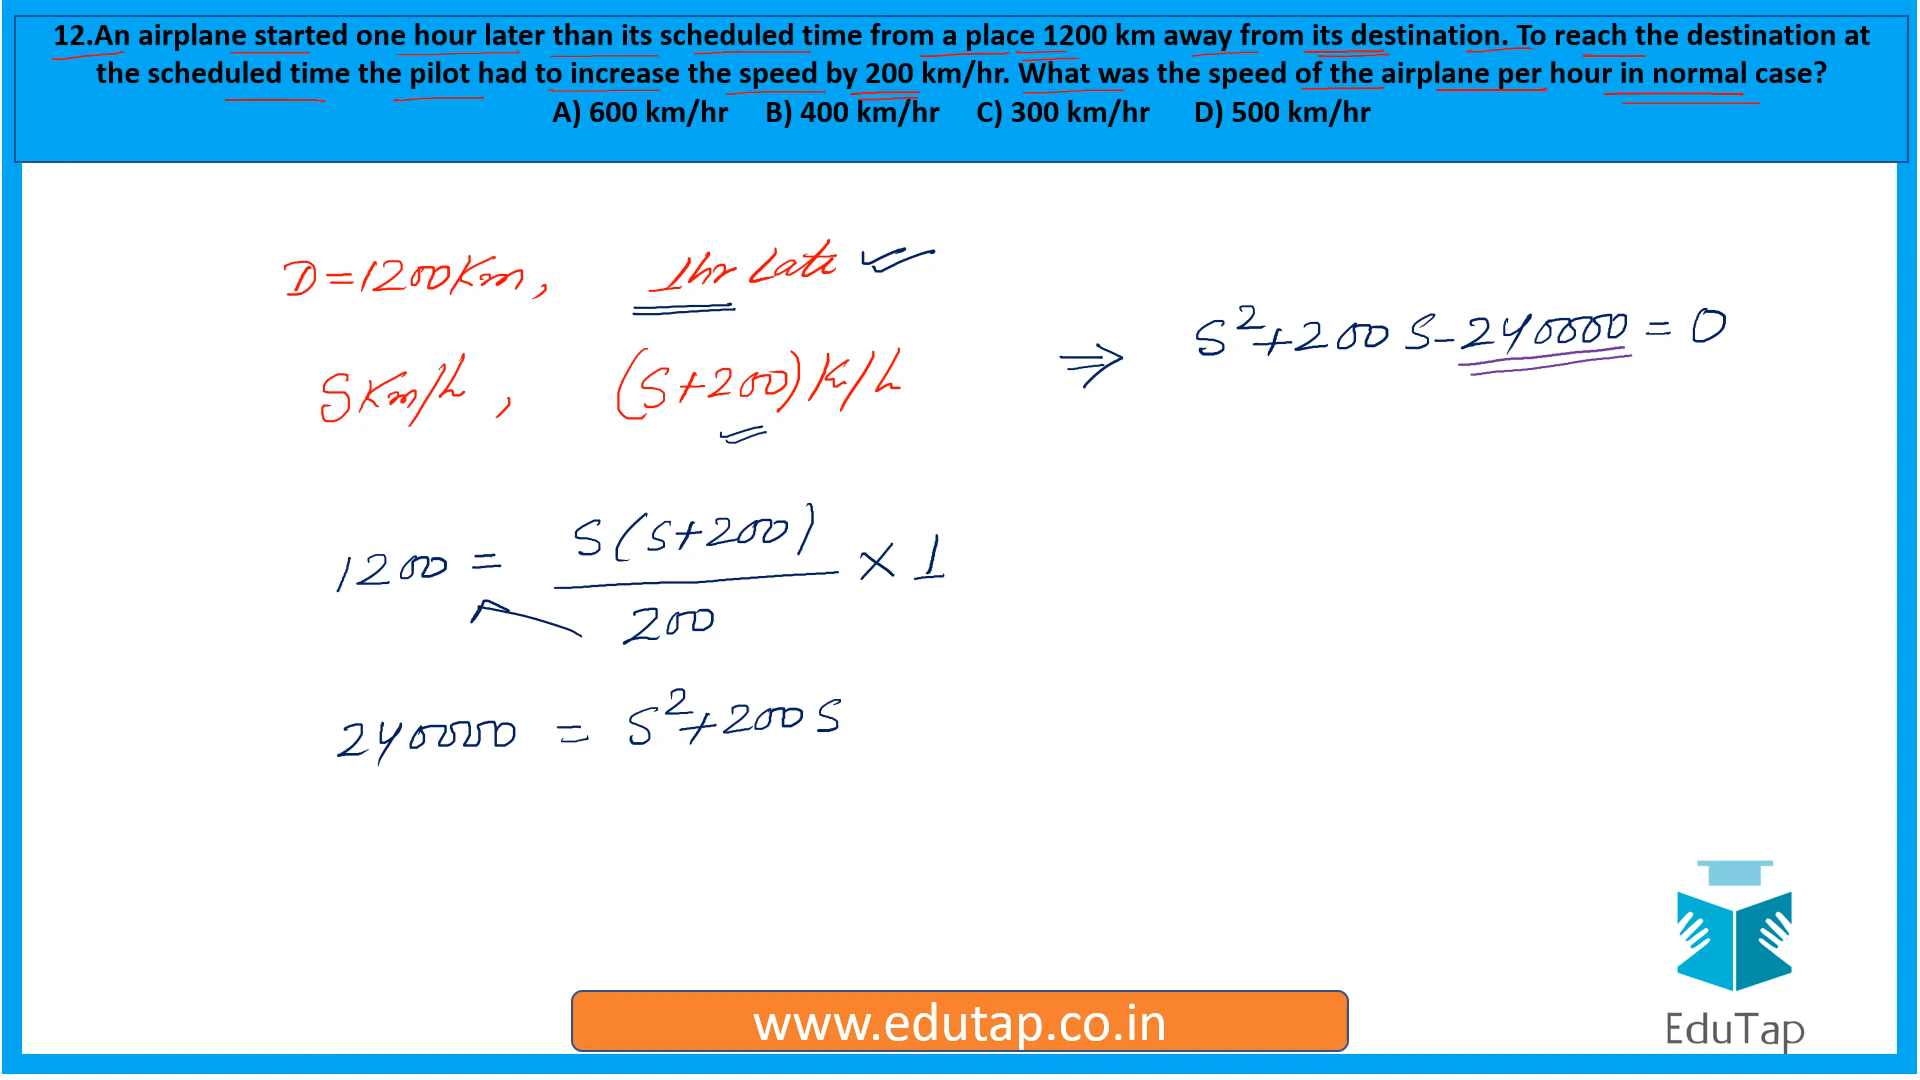 12.An airplane started one hour later than its scheduled time from a place 1200 km away from its destination. To reach the destination at
the scheduled time the pilot had to increase the speed by 200 km/hr. What was the speed of the airplane per hour in normal case?
A) 600 km/hr B) 400 km/hr C) 300 km/hr D) 500 km/hr
D=1200Km, 1hr Late
S Km/h, (S+200)K/h
1200 = S(S+200)/200 × 1
240000 = S²+200S
⇒ S²+200S-240000=0
www.edutap.co.in
EduTap